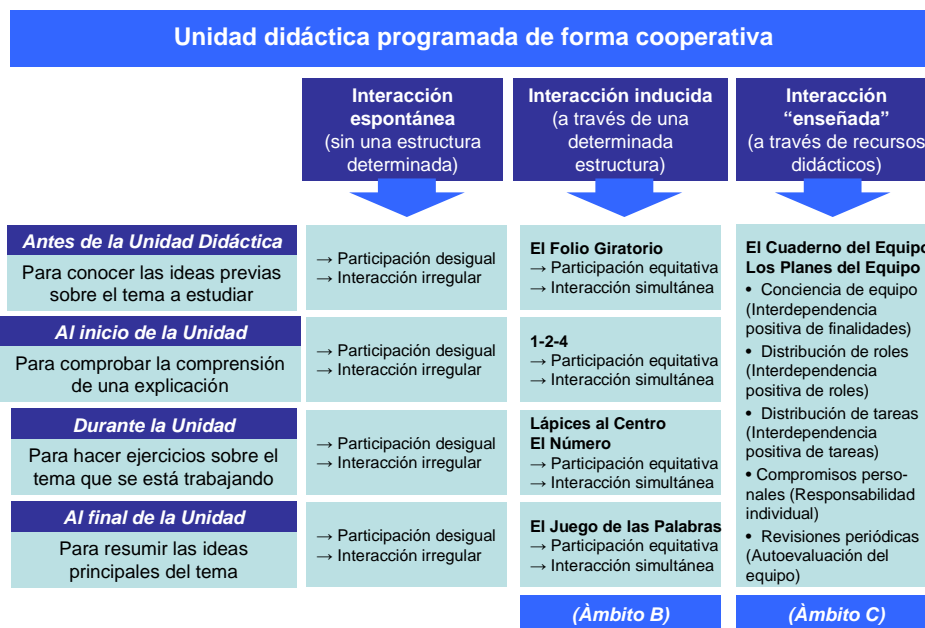 Unidad didáctica programada de forma cooperativa
Interacción
espontánea
(sin una estructura
determinada)
Interacción inducida
(a través de una
determinada
estructura)
Interacción
“enseñada”
(a través de recursos
didácticos)
Antes de la Unidad Didáctica
Para conocer las ideas previas
sobre el tema a estudiar
→ Participación desigual
→ Interacción irregular
El Folio Giratorio
→ Participación equitativa
→ Interacción simultánea
Al inicio de la Unidad
Para comprobar la comprensión
de una explicación
→ Participación desigual
→ Interacción irregular
1-2-4
→ Participación equitativa
→ Interacción simultánea
Durante la Unidad
Para hacer ejercicios sobre el
tema que se está trabajando
→ Participación desigual
→ Interacción irregular
Lápices al Centro
El Número
→ Participación equitativa
→ Interacción simultánea
Al final de la Unidad
Para resumir las ideas
principales del tema
→ Participación desigual
→ Interacción irregular
El Juego de las Palabras
→ Participación equitativa
→ Interacción simultánea
El Cuaderno del Equipo
Los Planes del Equipo
• Conciencia de equipo
(Interdependencia
positiva de finalidades)
• Distribución de roles
(Interdependencia
positiva de roles)
• Distribución de tareas
(Interdependencia
positiva de tareas)
• Compromisos perso-
nales (Responsabilidad
individual)
• Revisiones periódicas
(Autoevaluación del
equipo)
(Àmbito B)
(Àmbito C)